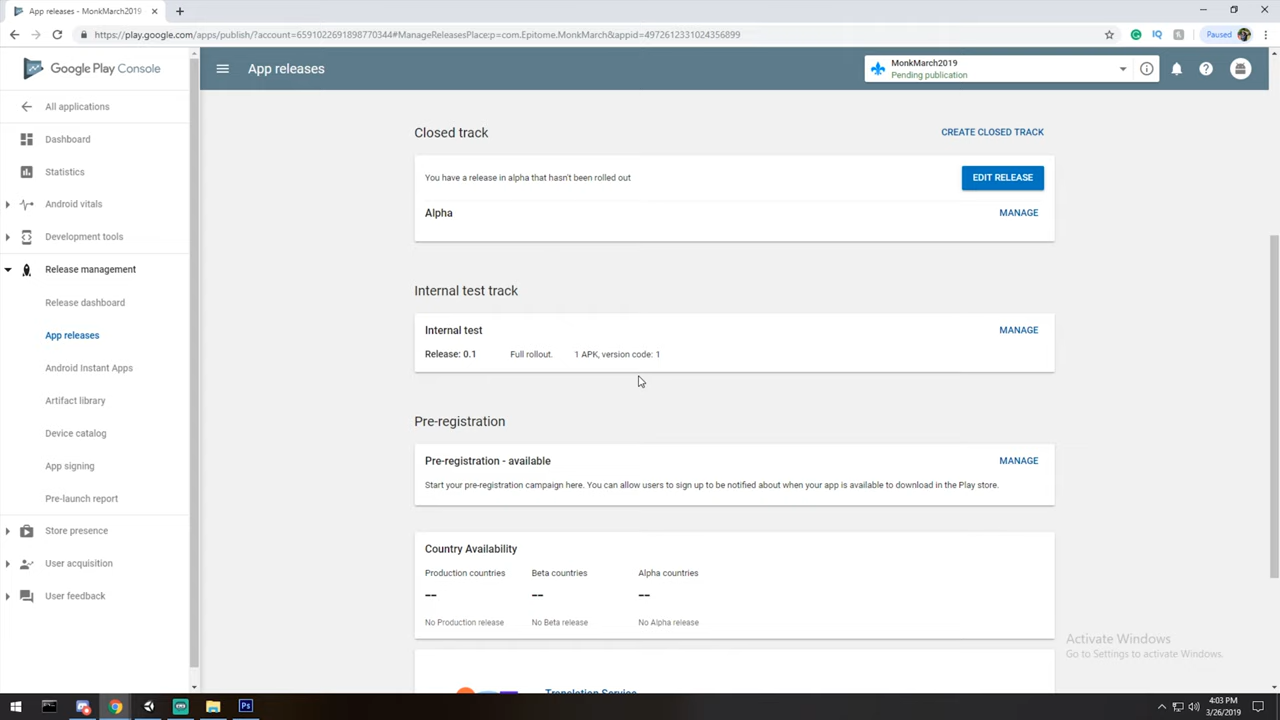 App releases - MonkMarch2019
https://play.google.com/apps/publish/?account=6591022691898770344#ManageReleasesPlace:p=com.Epitome.MonkMarch&appid=4972612331024356899
Paused
Google Play Console
App releases
MonkMarch2019
Pending publication
All applications
Dashboard
Statistics
Android vitals
Development tools
Release management
Release dashboard
App releases
Android Instant Apps
Artifact library
Device catalog
App signing
Pre-launch report
Store presence
User acquisition
User feedback
Closed track
CREATE CLOSED TRACK
You have a release in alpha that hasn't been rolled out
EDIT RELEASE
Alpha
MANAGE
Internal test track
Internal test
MANAGE
Release: 0.1 Full rollout. 1 APK, version code: 1
Pre-registration
Pre-registration - available
MANAGE
Start your pre-registration campaign here. You can allow users to sign up to be notified about when your app is available to download in the Play store.
Country Availability
Production countries Beta countries Alpha countries
-- -- --
No Production release No Beta release No Alpha release
Translation Service
Activate Windows
Go to Settings to activate Windows.
4:03 PM
3/26/2019